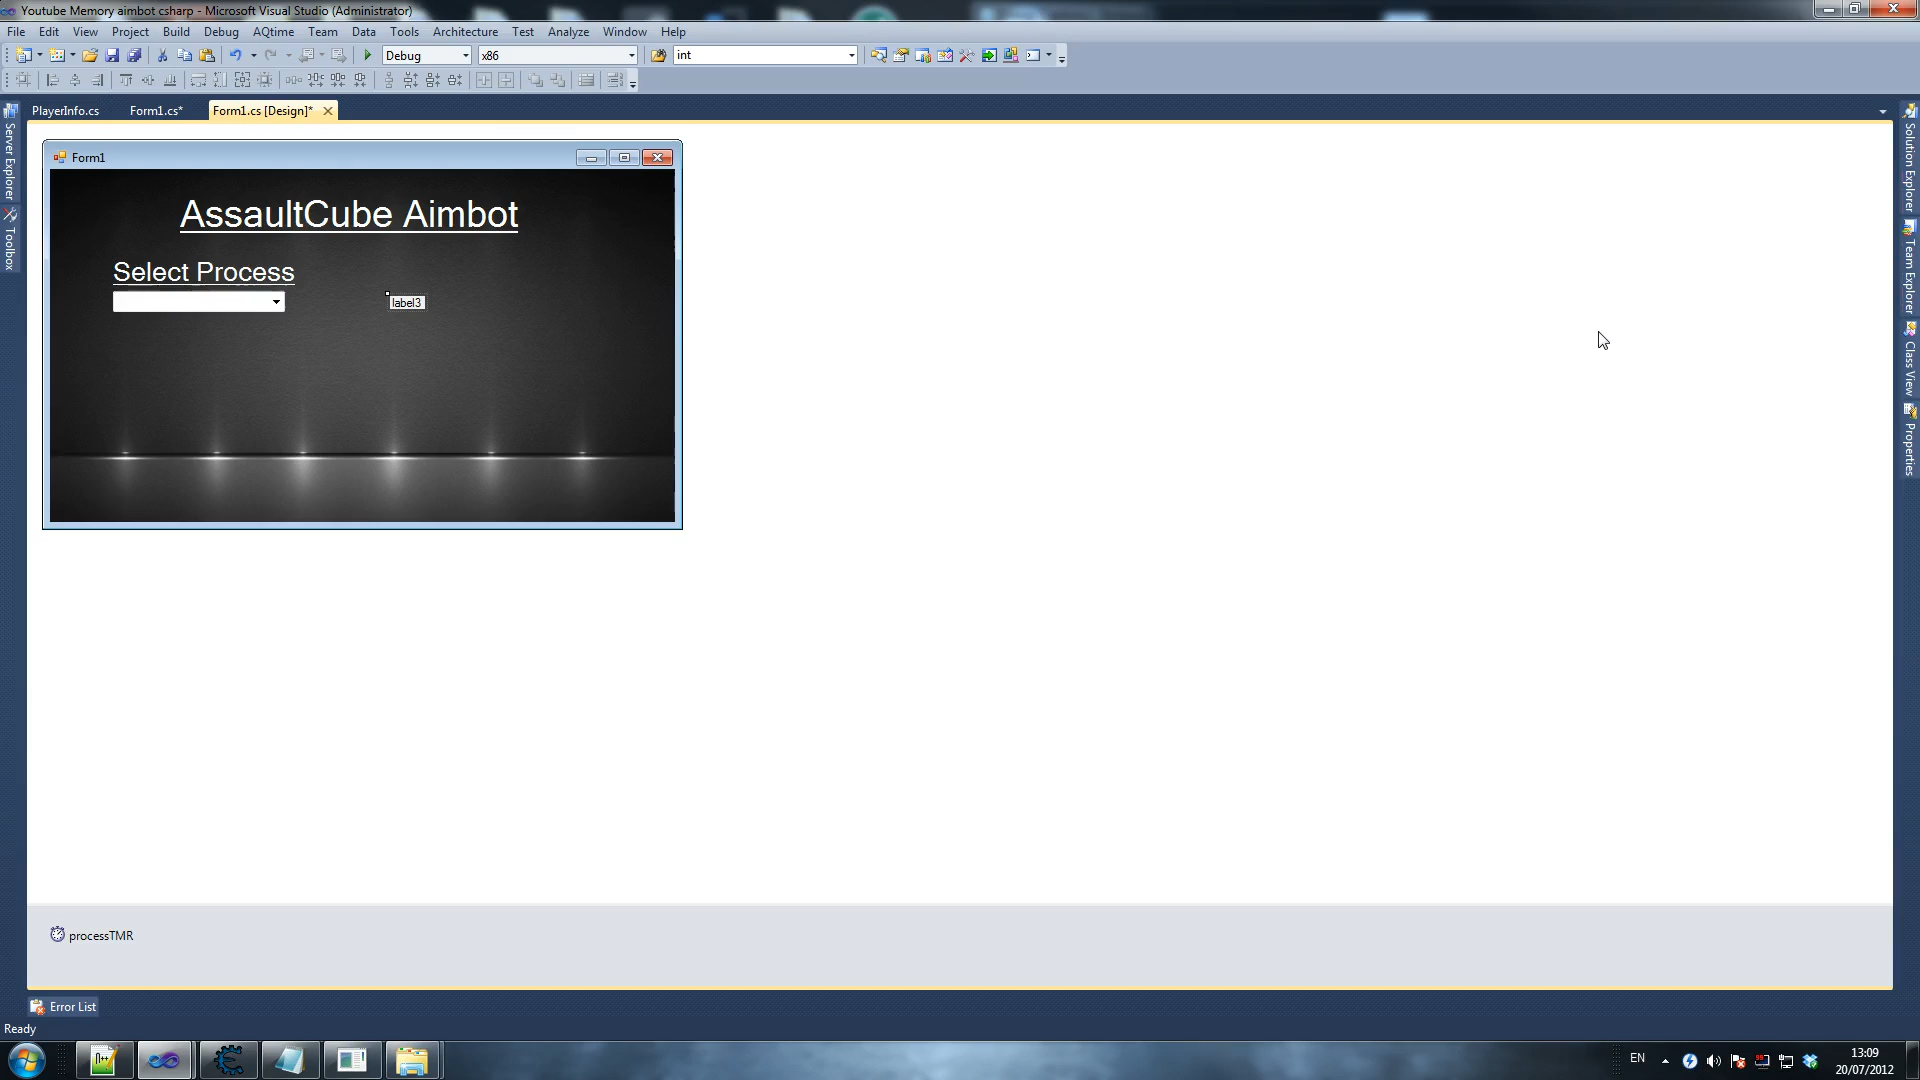 Youtube Memory aimbot csharp - Microsoft Visual Studio (Administrator)
File Edit View Project Build Debug AQtime Team Data Tools Architecture Test Analyze Window Help
Debug x86 int
PlayerInfo.cs Form1.cs* Form1.cs [Design]*
Server Explorer
Toolbox
Form1
AssaultCube Aimbot
Select Process
label3
Solution Explorer
Team Explorer
Class View
Properties
processTMR
Error List
Ready
EN
13:09
20/07/2012